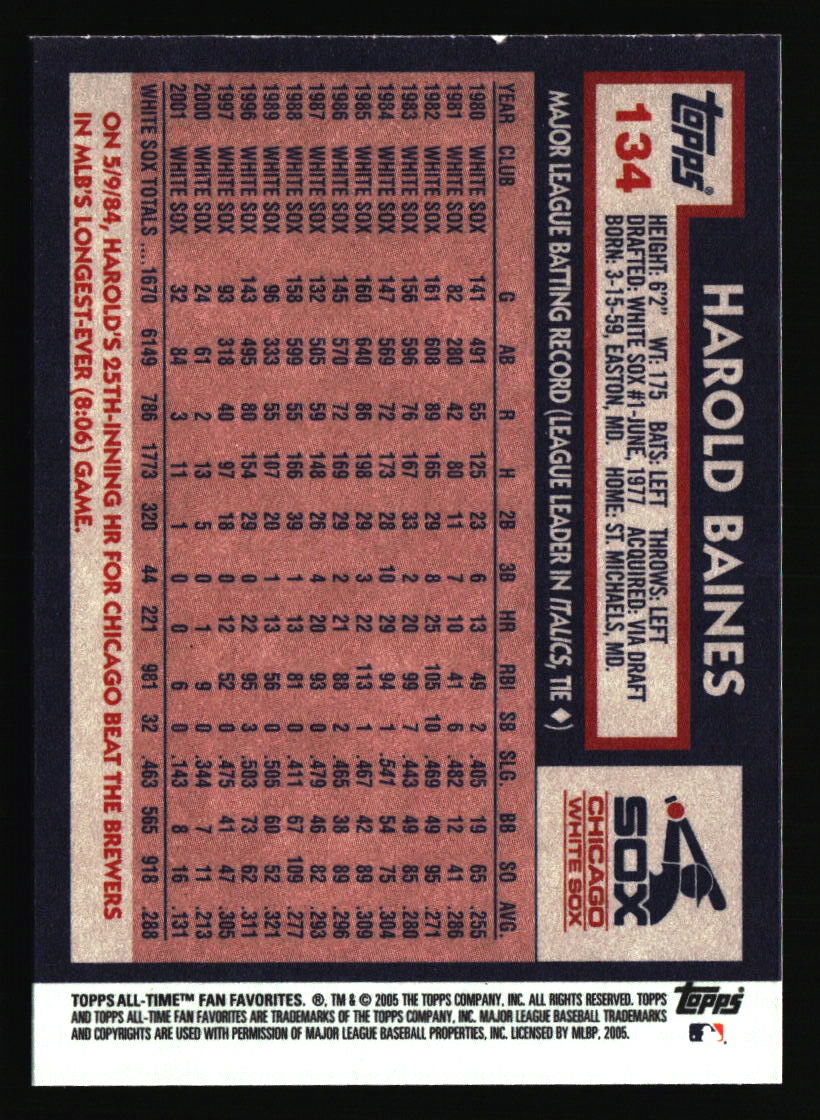 HAROLD BAINES
topps®
134
HEIGHT: 6'2" WT: 175 BATS: LEFT THROWS: LEFT
DRAFTED: WHITE SOX #1-JUNE, 1977 ACQUIRED: VIA DRAFT
BORN: 3-15-59, EASTON, MD. HOME: ST. MICHAELS, MD.
SOX
CHICAGO
WHITE SOX
MAJOR LEAGUE BATTING RECORD (LEAGUE LEADER IN ITALICS, TIE ♦)
YEAR CLUB G AB R H 2B 3B HR RBI SB SLG. BB SO AVG.
1980 WHITE SOX 141 491 55 125 23 6 13 49 2 .405 19 65 .255
1981 WHITE SOX 82 280 42 80 11 7 10 41 6 .482 12 41 .286
1982 WHITE SOX 161 608 89 165 29 8 25 105 10 .469 49 95 .271
1983 WHITE SOX 156 596 76 167 33 2 20 99 7 .443 49 85 .280
1984 WHITE SOX 147 569 72 173 28 10 29 94 1 .541 54 75 .304
1985 WHITE SOX 160 640 86 198 29 3 22 113 1 .467 42 89 .309
1986 WHITE SOX 145 570 72 169 29 2 21 88 2 .465 38 89 .296
1987 WHITE SOX 132 505 59 148 26 4 20 93 0 .479 46 82 .293
1988 WHITE SOX 158 599 55 166 39 1 13 81 0 .411 67 109 .277
1989 WHITE SOX 96 333 55 107 20 1 13 56 0 .505 60 52 .321
1996 WHITE SOX 143 495 80 154 29 0 22 95 3 .503 73 62 .311
1997 WHITE SOX 93 318 40 97 18 0 12 52 0 .475 41 47 .305
2000 WHITE SOX 24 61 2 13 5 0 1 9 0 .344 7 11 .213
2001 WHITE SOX 32 84 3 11 1 0 0 6 0 .143 8 16 .131
WHITE SOX TOTALS .... 1670 6149 786 1773 320 44 221 981 32 .463 565 918 .288
ON 5/9/84, HAROLD'S 25TH-INNING HR FOR CHICAGO BEAT THE BREWERS
IN MLB'S LONGEST-EVER (8:06) GAME.
TOPPS ALL-TIME™ FAN FAVORITES. ®, TM & © 2005 THE TOPPS COMPANY, INC. ALL RIGHTS RESERVED. TOPPS
AND TOPPS ALL-TIME FAN FAVORITES ARE TRADEMARKS OF THE TOPPS COMPANY, INC. MAJOR LEAGUE BASEBALL TRADEMARKS
AND COPYRIGHTS ARE USED WITH PERMISSION OF MAJOR LEAGUE BASEBALL PROPERTIES, INC. LICENSED BY MLBP, 2005.
topps